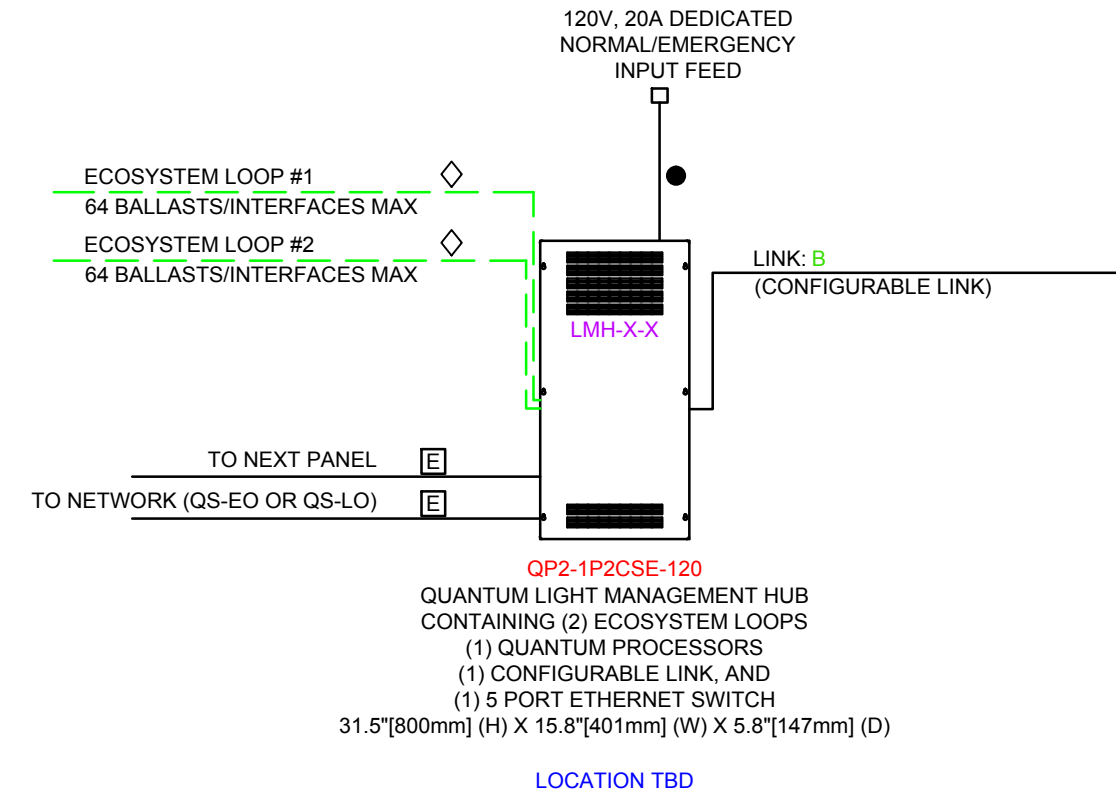 120V, 20A DEDICATED
NORMAL/EMERGENCY
INPUT FEED
ECOSYSTEM LOOP #1
64 BALLASTS/INTERFACES MAX
ECOSYSTEM LOOP #2
64 BALLASTS/INTERFACES MAX
LINK: B
(CONFIGURABLE LINK)
LMH-X-X
TO NEXT PANEL E
TO NETWORK (QS-EO OR QS-LO) E
QP2-1P2CSE-120
QUANTUM LIGHT MANAGEMENT HUB
CONTAINING (2) ECOSYSTEM LOOPS
(1) QUANTUM PROCESSORS
(1) CONFIGURABLE LINK, AND
(1) 5 PORT ETHERNET SWITCH
31.5"[800mm] (H) X 15.8"[401mm] (W) X 5.8"[147mm] (D)
LOCATION TBD